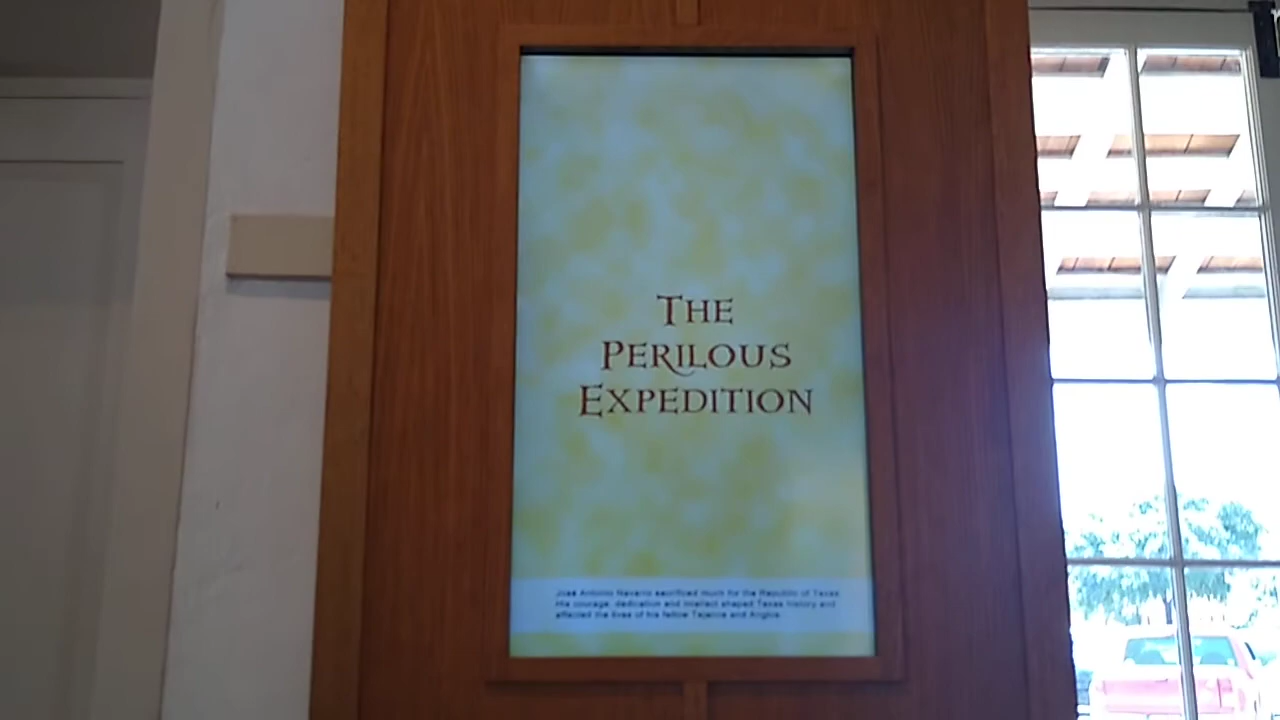 THE
PERILOUS
EXPEDITION
José Antonio Navarro sacrificed much for the Republic of Texas
His courage, dedication and intellect shaped Texas history and
affected the lives of his fellow Tejanos and Anglos